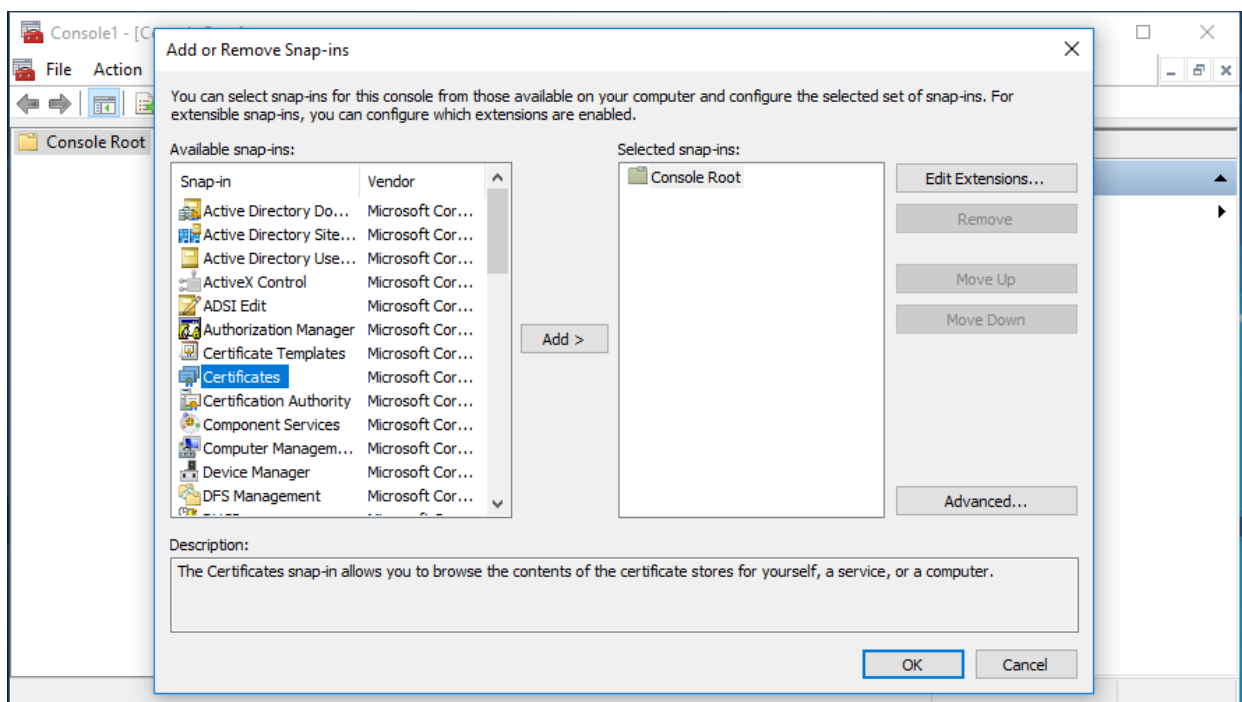 Console1 - [C
Add or Remove Snap-ins
File Action
You can select snap-ins for this console from those available on your computer and configure the selected set of snap-ins. For
extensible snap-ins, you can configure which extensions are enabled.
Console Root
Available snap-ins:
Selected snap-ins:
Snap-in Vendor
Active Directory Do... Microsoft Cor...
Active Directory Site... Microsoft Cor...
Active Directory Use... Microsoft Cor...
ActiveX Control Microsoft Cor...
ADSI Edit Microsoft Cor...
Authorization Manager Microsoft Cor...
Certificate Templates Microsoft Cor...
Certificates Microsoft Cor...
Certification Authority Microsoft Cor...
Component Services Microsoft Cor...
Computer Managem... Microsoft Cor...
Device Manager Microsoft Cor...
DFS Management Microsoft Cor...
Add >
Console Root
Edit Extensions...
Remove
Move Up
Move Down
Advanced...
Description:
The Certificates snap-in allows you to browse the contents of the certificate stores for yourself, a service, or a computer.
OK Cancel